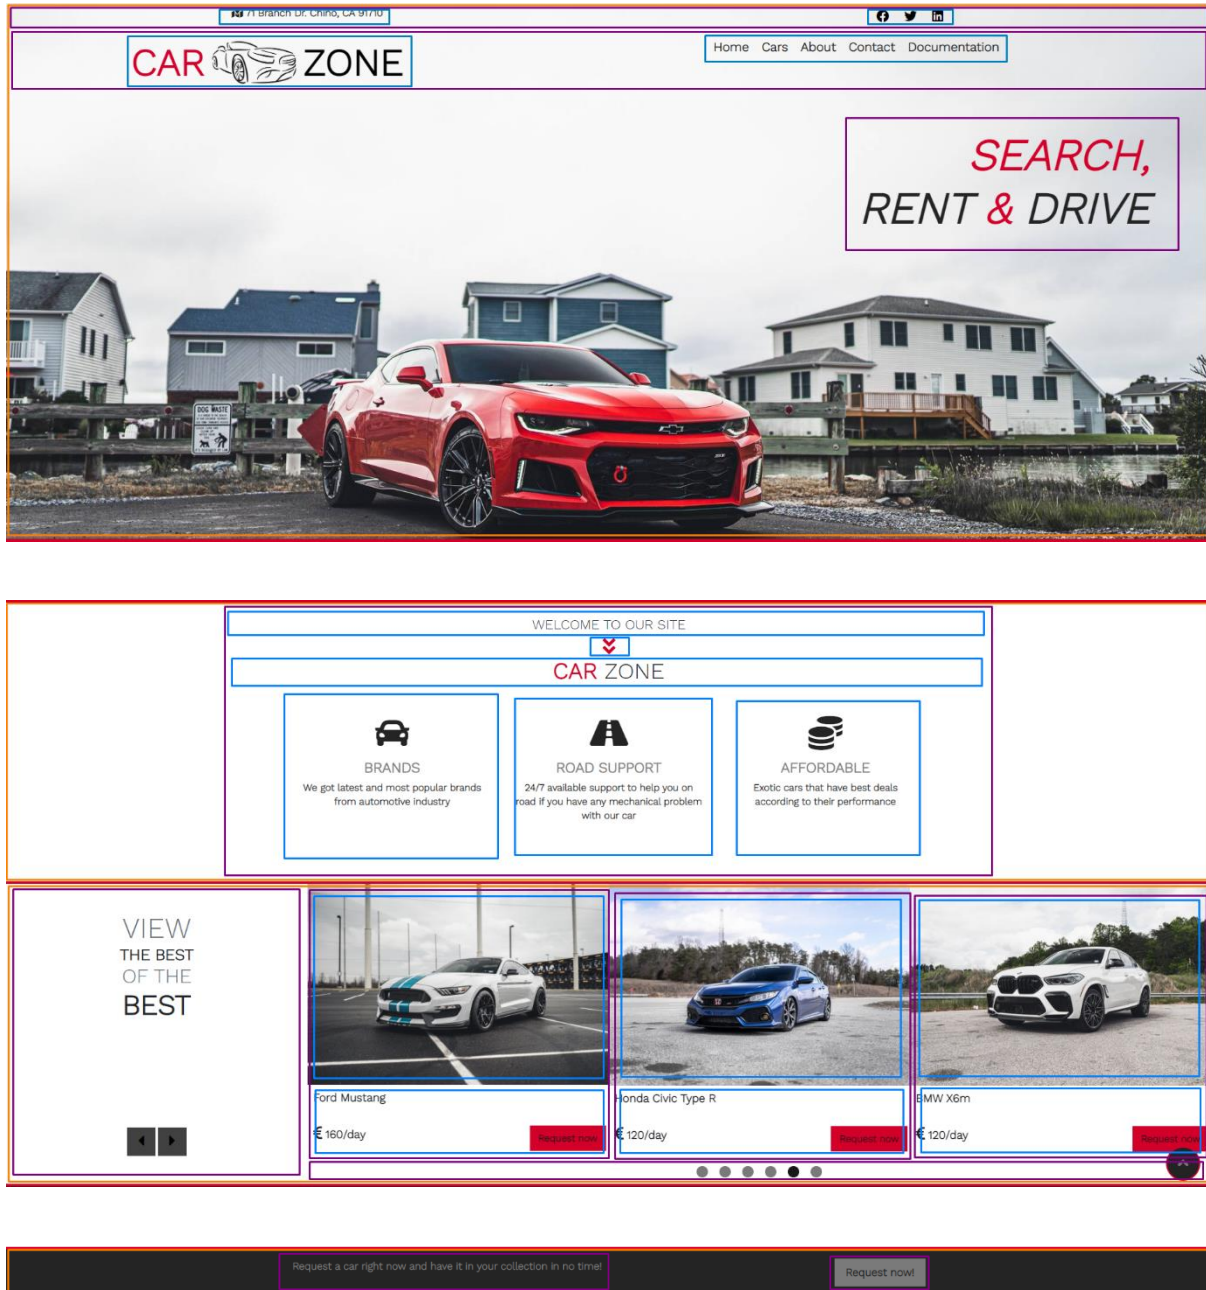 71 Branch Dr. Chino, CA 91710
CAR ZONE
Home Cars About Contact Documentation
SEARCH,
RENT & DRIVE
DOG WASTE
WELCOME TO OUR SITE
CAR ZONE
BRANDS
We got latest and most popular brands
from automotive industry
ROAD SUPPORT
24/7 available support to help you on
road if you have any mechanical problem
with our car
AFFORDABLE
Exotic cars that have best deals
according to their performance
VIEW
THE BEST
OF THE
BEST
Ford Mustang
€ 160/day
Request now
Honda Civic Type R
€ 120/day
Request now
BMW X6m
€ 120/day
Request now
Request a car right now and have it in your collection in no time!
Request now!